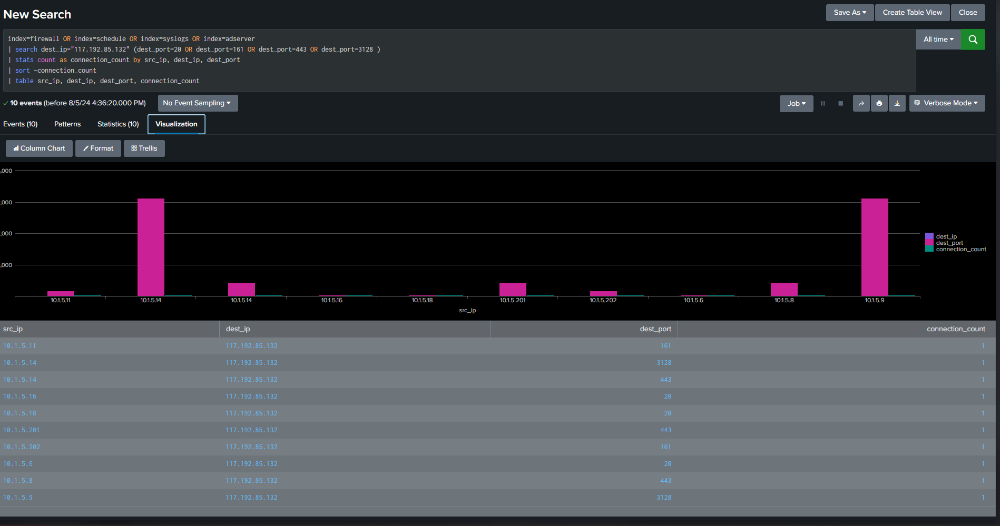 New Search
Save As
Create Table View
Close
index=firewall OR index=schedule OR index=syslogs OR index=adserver
| search dest_ip="117.192.85.132" (dest_port=20 OR dest_port=161 OR dest_port=443 OR dest_port=3128 )
| stats count as connection_count by src_ip, dest_ip, dest_port
| sort -connection_count
| table src_ip, dest_ip, dest_port, connection_count
All time
10 events (before 8/5/24 4:36:20.000 PM)
No Event Sampling
Job
Verbose Mode
Events (10)
Patterns
Statistics (10)
Visualization
Column Chart
Format
Trellis
,000
,000
,000
,000
dest_ip
dest_port
connection_count
10.1.5.11
10.1.5.14
10.1.5.14
10.1.5.16
10.1.5.18
10.1.5.201
10.1.5.202
10.1.5.6
10.1.5.8
10.1.5.9
src_ip
src_ip dest_ip dest_port connection_count
10.1.5.11 117.192.85.132 161 1
10.1.5.14 117.192.85.132 3128 1
10.1.5.14 117.192.85.132 443 1
10.1.5.16 117.192.85.132 20 1
10.1.5.18 117.192.85.132 20 1
10.1.5.201 117.192.85.132 443 1
10.1.5.202 117.192.85.132 161 1
10.1.5.6 117.192.85.132 20 1
10.1.5.8 117.192.85.132 443 1
10.1.5.9 117.192.85.132 3128 1